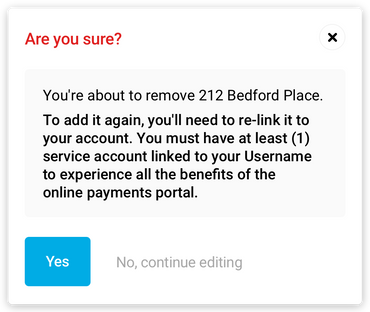 Are you sure?
You're about to remove 212 Bedford Place.
To add it again, you'll need to re-link it to
your account. You must have at least (1)
service account linked to your Username
to experience all the benefits of the
online payments portal.
Yes
No, continue editing